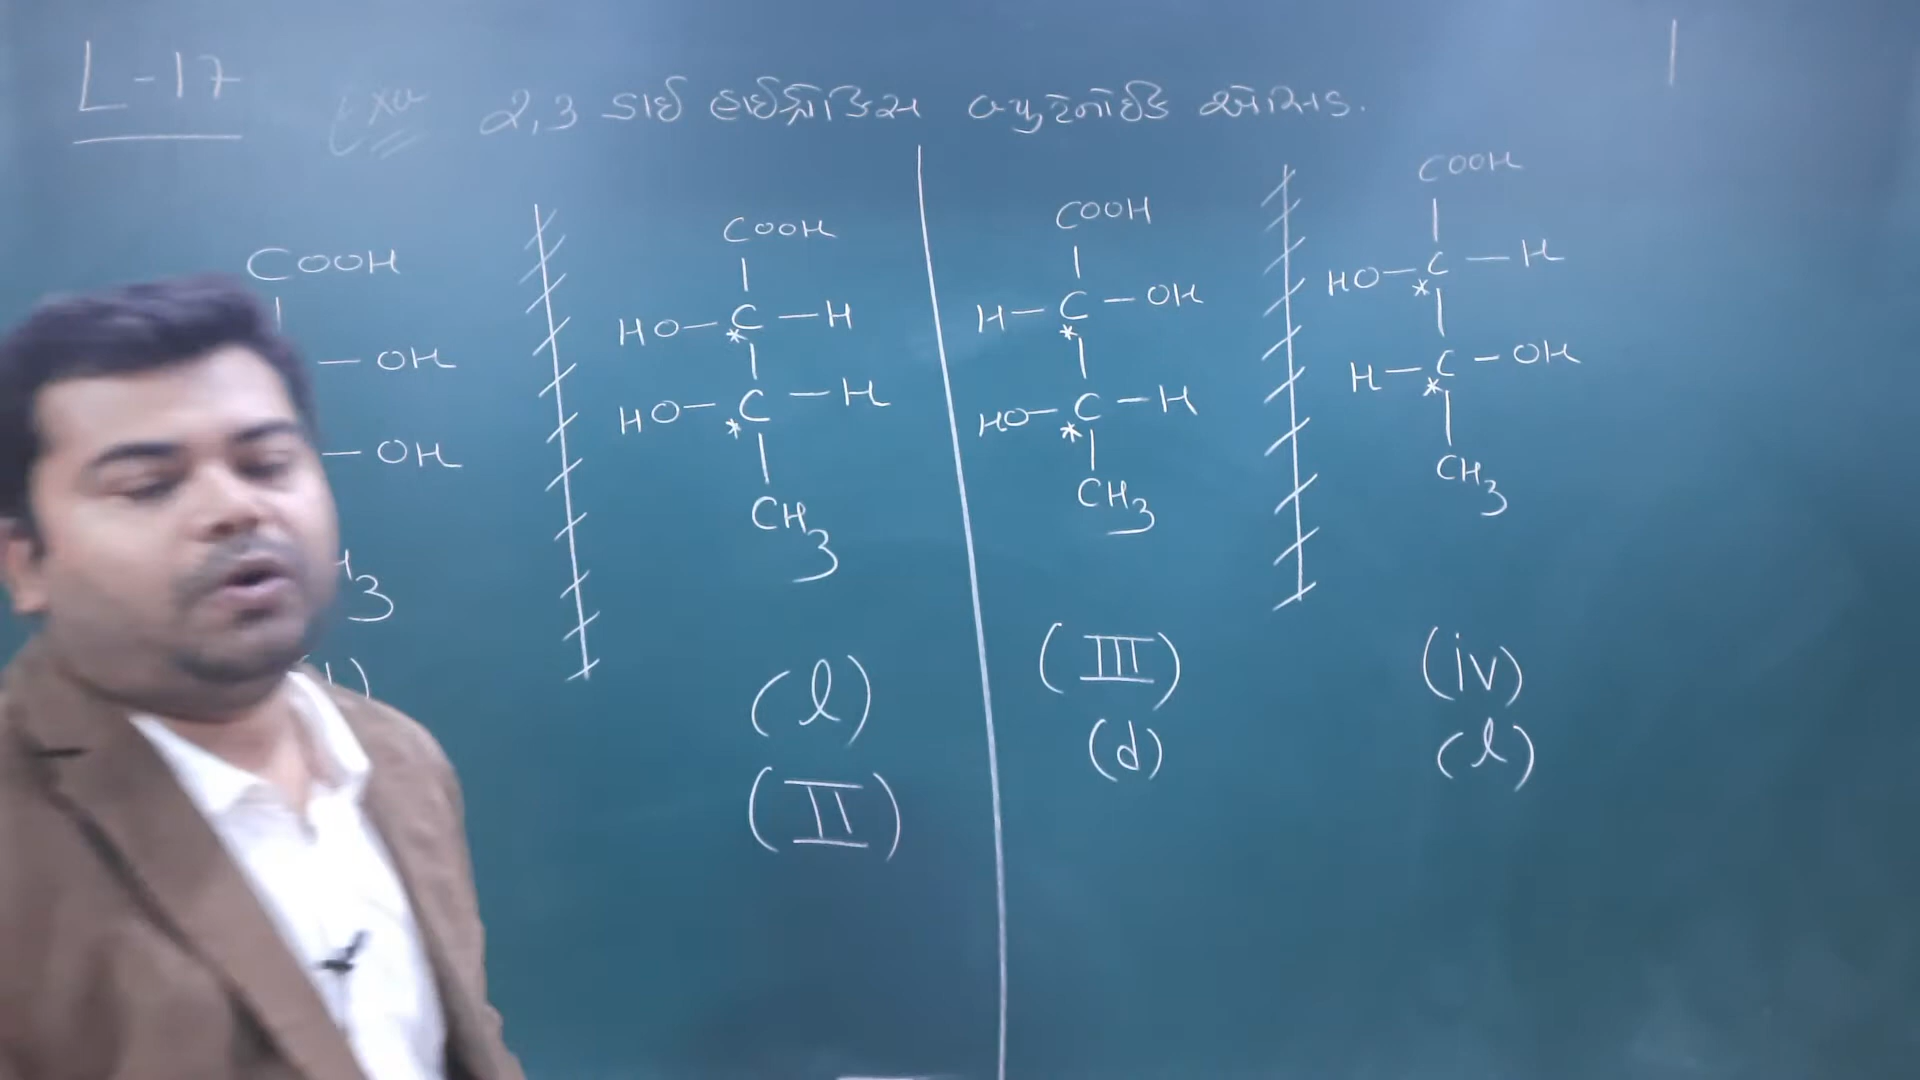 L-17
Exa 2,3 ડાઈ હાઈડ્રોક્સિ બ્યુટેનોઈક એસિડ.
COOH
- OH
- OH
3
COOH
HO-C-H
*
HO-C-H
*
CH3
(l)
(II)
COOH
H-C-OH
*
HO-C-H
*
CH3
(III)
(d)
COOH
HO-C-H
*
H-C-OH
*
CH3
(iv)
(l)